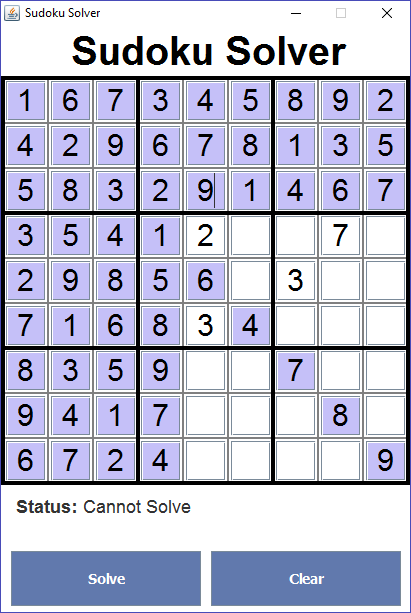 Sudoku Solver
Sudoku Solver
1 6 7 3 4 5 8 9 2
4 2 9 6 7 8 1 3 5
5 8 3 2 9 1 4 6 7
3 5 4 1 2 7
2 9 8 5 6 3
7 1 6 8 3 4
8 3 5 9 7
9 4 1 7 8
6 7 2 4 9
Status: Cannot Solve
Solve Clear